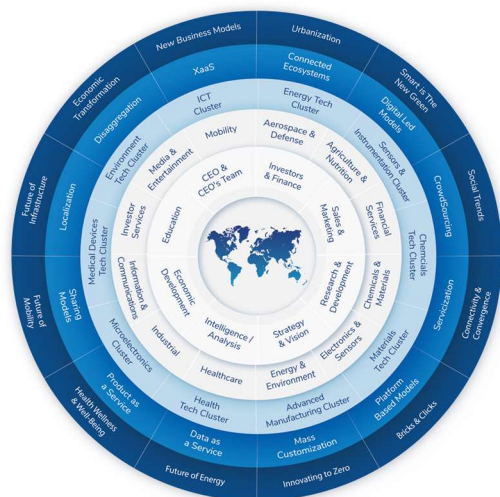 New Business Models
Urbanization
Smart is The
New Green
Social Trends
Connectivity &
Convergence
Bricks & Clicks
Innovating to Zero
Future of Energy
Health Wellness
& Well-Being
Future of
Mobility
Future of
Infrastructure
Economic
Transformation
XaaS
Connected
Ecosystems
Digital Led
Models
CrowdSourcing
Servicization
Platform
Based Models
Mass
Customization
Data as
a Service
Product as
a Service
Sharing
Models
Localization
Disaggregation
ICT
Cluster
Energy Tech
Cluster
Sensors &
Instrumentation Cluster
Chemcials
Tech Cluster
Materials
Tech Cluster
Advanced
Manufacturing Cluster
Health
Tech Cluster
Microelectronics
Cluster
Medical Devices
Tech Cluster
Environment
Tech Cluster
Mobility
Aerospace &
Defense
Agriculture &
Nutrition
Financial
Services
Chemicals &
Materials
Electronics &
Sensors
Energy &
Environment
Healthcare
Industrial
Information &
Communications
Investor
Services
Media &
Entertainment
CEO &
CEO's Team
Investors
& Finance
Sales &
Marketing
Research &
Development
Strategy
& Vision
Intelligence /
Analysis
Economic
Development
Education